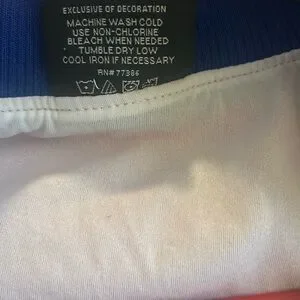 EXCLUSIVE OF DECORATION
MACHINE WASH COLD
USE NON-CHLORINE
BLEACH WHEN NEEDED
TUMBLE DRY LOW
COOL IRON IF NECESSARY
RN#77386